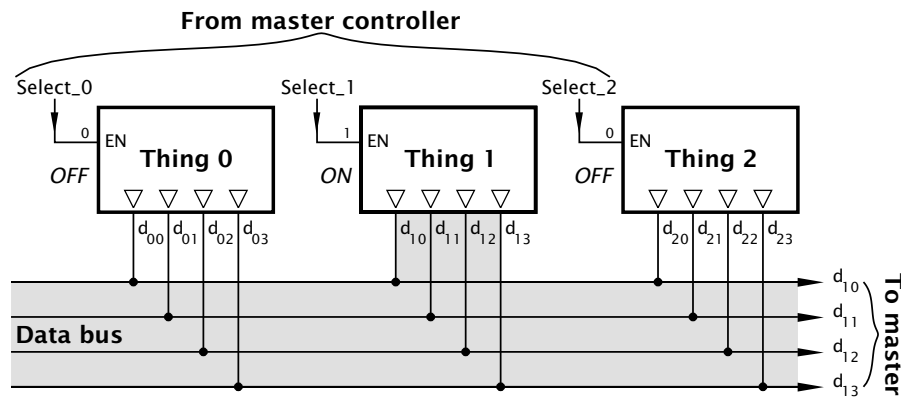 From master controller
Select_0 Select_1 Select_2
0 EN 1 EN 0 EN
Thing 0 Thing 1 Thing 2
OFF ON OFF
d00 d01 d02 d03 d10 d11 d12 d13 d20 d21 d22 d23
d10
d11
Data bus
d12
d13
To master